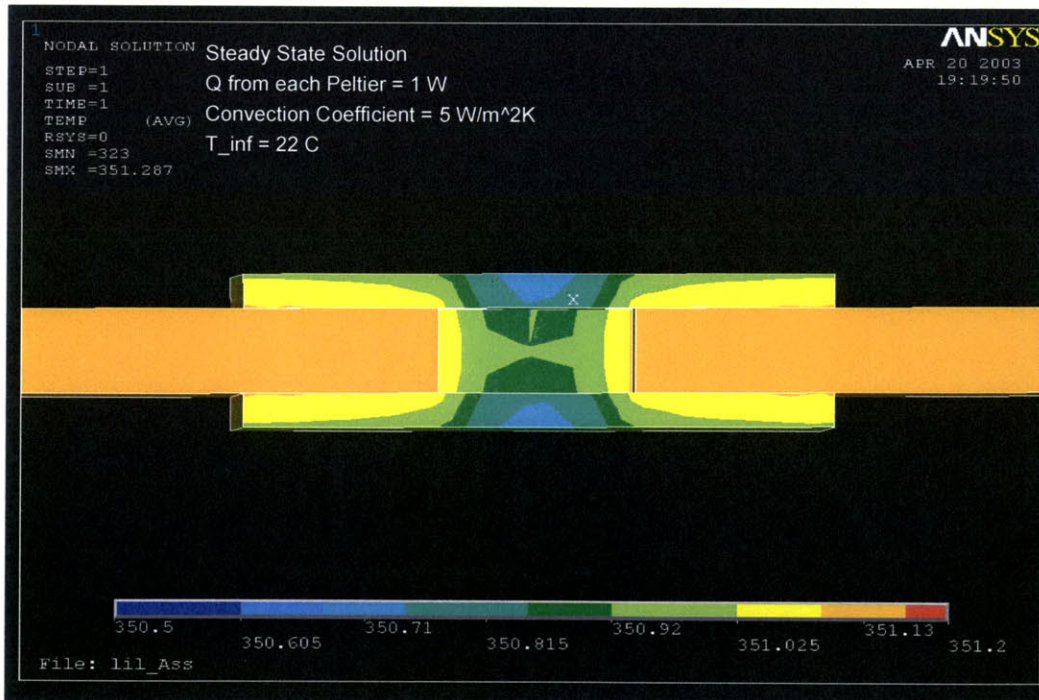 1
NODAL SOLUTION
STEP=1
SUB =1
TIME=1
TEMP (AVG)
RSYS=0
SMN =323
SMX =351.287
Steady State Solution
Q from each Peltier = 1 W
Convection Coefficient = 5 W/m^2K
T_inf = 22 C
ANSYS
APR 20 2003
19:19:50
X
350.5 350.71 350.92 351.13
350.605 350.815 351.025 351.2
File: lil_Ass